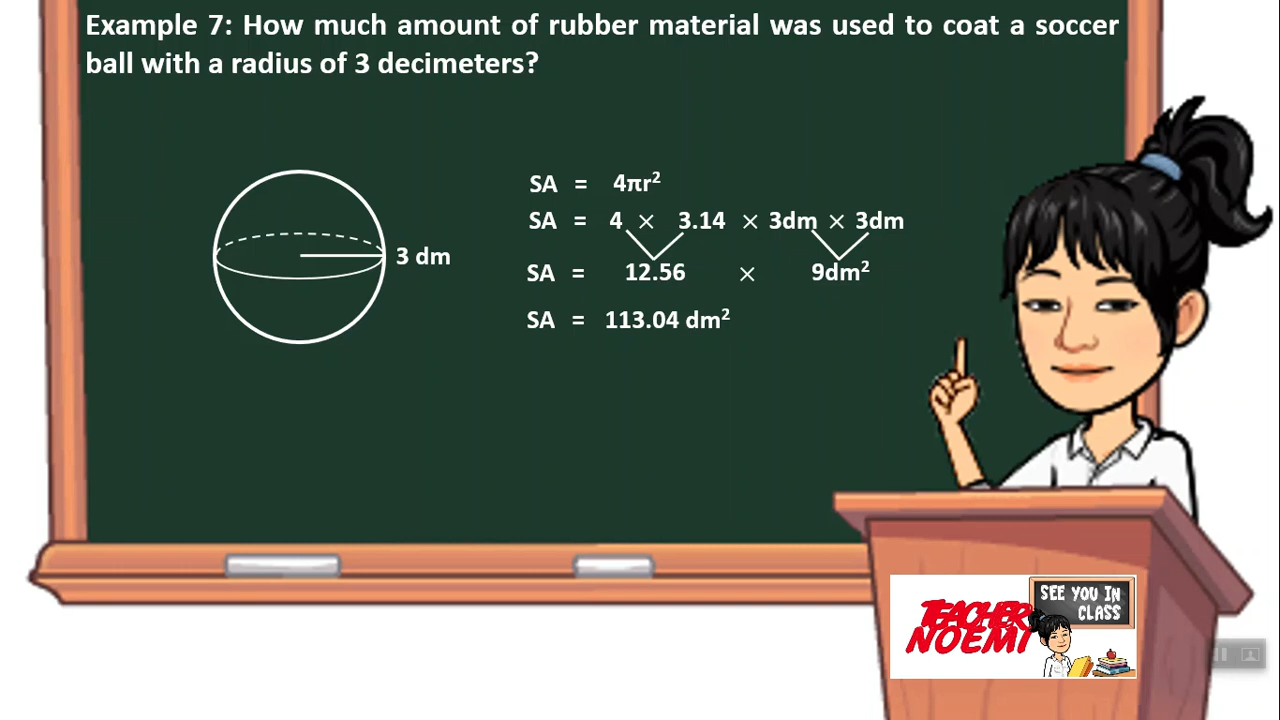 Example 7: How much amount of rubber material was used to coat a soccer
ball with a radius of 3 decimeters?
3 dm
SA = 4πr²
SA = 4 × 3.14 × 3dm × 3dm
SA = 12.56 × 9dm²
SA = 113.04 dm²
TEACHER
NOEMI
SEE YOU IN
CLASS